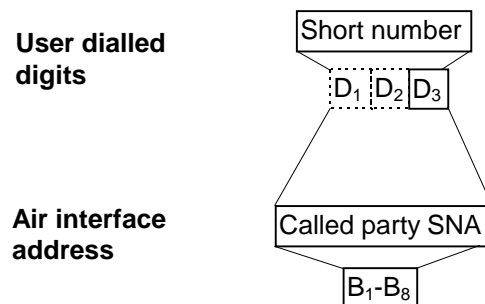 User dialled
digits
Short number
D₁ D₂ D₃
Air interface
address
Called party SNA
B₁-B₈